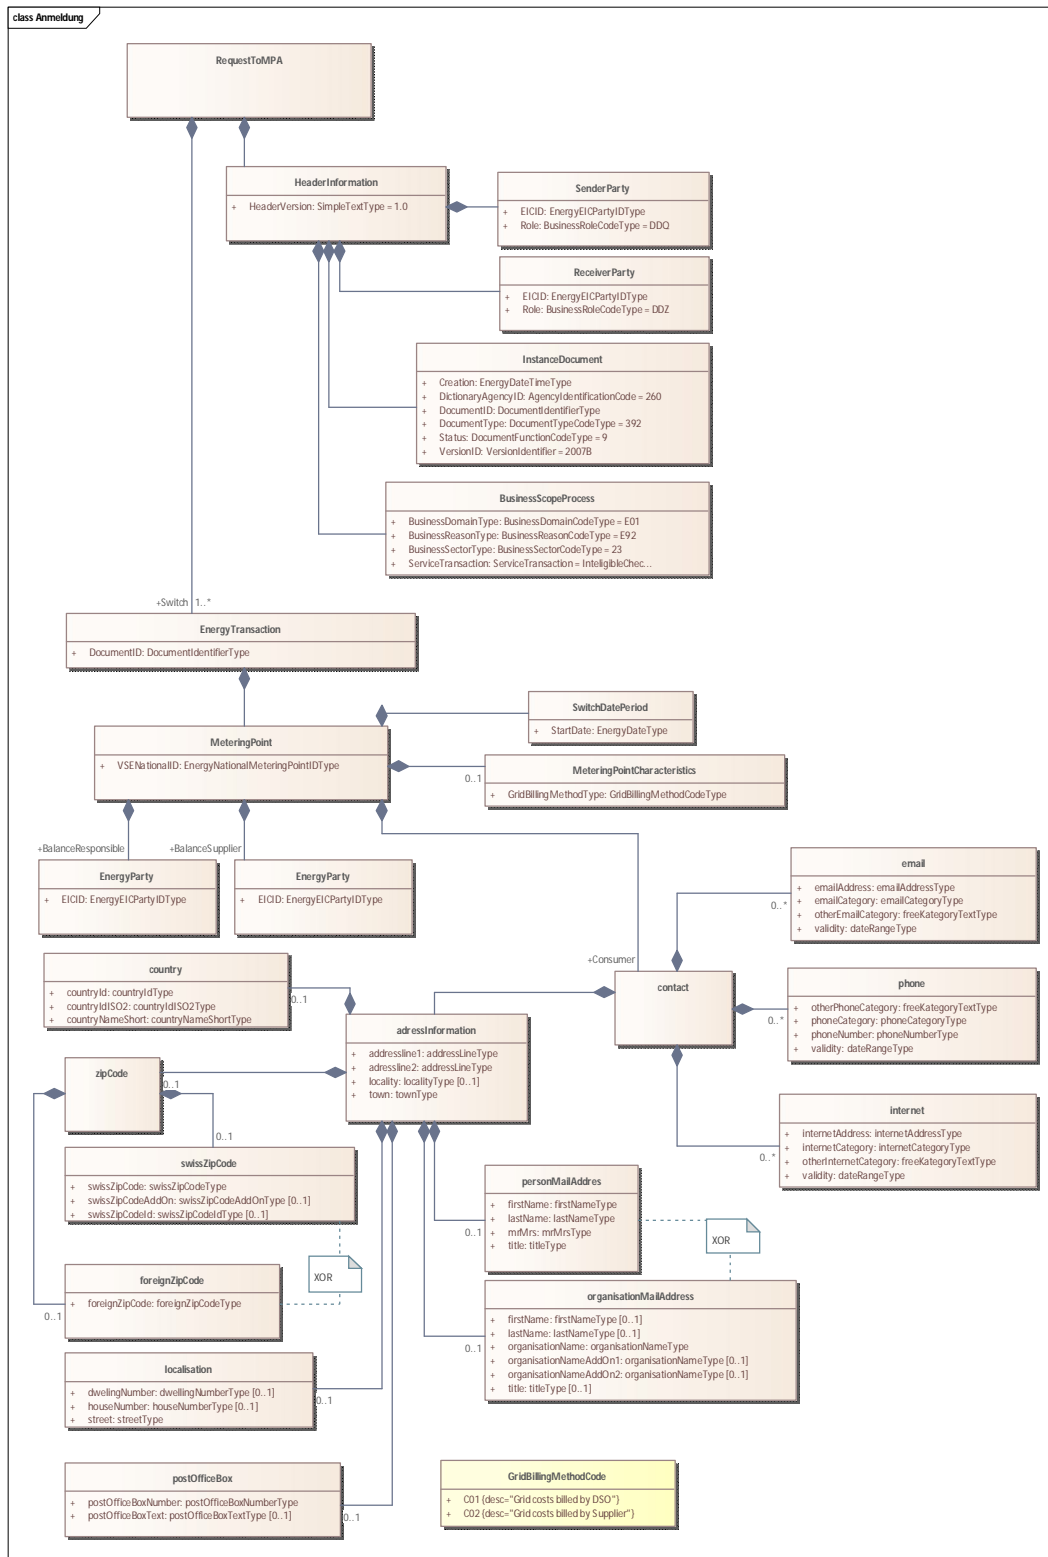 class Anmeldung
RequestToMPA
HeaderInformation
+ HeaderVersion: SimpleTextType = 1.0
SenderParty
+ EICID: EnergyEICPartyIDType
+ Role: BusinessRoleCodeType = DDQ
ReceiverParty
+ EICID: EnergyEICPartyIDType
+ Role: BusinessRoleCodeType = DDZ
InstanceDocument
+ Creation: EnergyDateTimeType
+ DictionaryAgencyID: AgencyIdentificationCode = 260
+ DocumentID: DocumentIdentifierType
+ DocumentType: DocumentTypeCodeType = 392
+ Status: DocumentFunctionCodeType = 9
+ VersionID: VersionIdentifier = 2007B
BusinessScopeProcess
+ BusinessDomainType: BusinessDomainCodeType = E01
+ BusinessReasonType: BusinessReasonCodeType = E92
+ BusinessSectorType: BusinessSectorCodeType = 23
+ ServiceTransaction: ServiceTransaction = InteligibleChec...
+Switch 1..*
EnergyTransaction
+ DocumentID: DocumentIdentifierType
SwitchDatePeriod
+ StartDate: EnergyDateType
MeteringPoint
+ VSENationalID: EnergyNationalMeteringPointIDType
0..1
MeteringPointCharacteristics
+ GridBillingMethodType: GridBillingMethodCodeType
+BalanceResponsible
+BalanceSupplier
EnergyParty
+ EICID: EnergyEICPartyIDType
EnergyParty
+ EICID: EnergyEICPartyIDType
email
+ emailAddress: emailAddressType
+ emailCategory: emailCategoryType
+ otherEmailCategory: freeKategoryTextType
+ validity: dateRangeType
0..*
+Consumer
contact
country
+ countryId: countryIdType
+ countryIdISO2: countryIdISO2Type
+ countryNameShort: countryNameShortType
0..1
phone
+ otherPhoneCategory: freeKategoryTextType
+ phoneCategory: phoneCategoryType
+ phoneNumber: phoneNumberType
+ validity: dateRangeType
0..*
adressInformation
+ addressline1: addressLineType
+ adressline2: addressLineType
+ locality: localityType [0..1]
+ town: townType
zipCode
0..1
0..1
internet
+ internetAddress: internetAddressType
+ internetCategory: internetCategoryType
+ otherInternetCategory: freeKategoryTextType
+ validity: dateRangeType
0..*
swissZipCode
+ swissZipCode: swissZipCodeType
+ swissZipCodeAddOn: swissZipCodeAddOnType [0..1]
+ swissZipCodeId: swissZipCodeIdType [0..1]
personMailAddres
+ firstName: firstNameType
+ lastName: lastNameType
+ mrMrs: mrMrsType
+ title: titleType
0..1
XOR
XOR
foreignZipCode
+ foreignZipCode: foreignZipCodeType
0..1
organisationMailAddress
+ firstName: firstNameType [0..1]
+ lastName: lastNameType [0..1]
+ organisationName: organisationNameType
+ organisationNameAddOn1: organisationNameType [0..1]
+ organisationNameAddOn2: organisationNameType [0..1]
+ title: titleType [0..1]
0..1
localisation
+ dwelingNumber: dwellingNumberType [0..1]
+ houseNumber: houseNumberType [0..1]
+ street: streetType
0..1
postOfficeBox
+ postOfficeBoxNumber: postOfficeBoxNumberType
+ postOfficeBoxText: postOfficeBoxTextType [0..1]
0..1
GridBillingMethodCode
+ C01 {desc="Grid costs billed by DSO"}
+ C02 {desc="Grid costs billed by Supplier"}